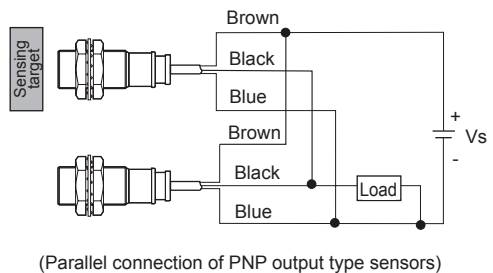 Brown
Sensing
target
Black
Blue
+
Vs
-
Brown
Black
Load
Blue
(Parallel connection of PNP output type sensors)